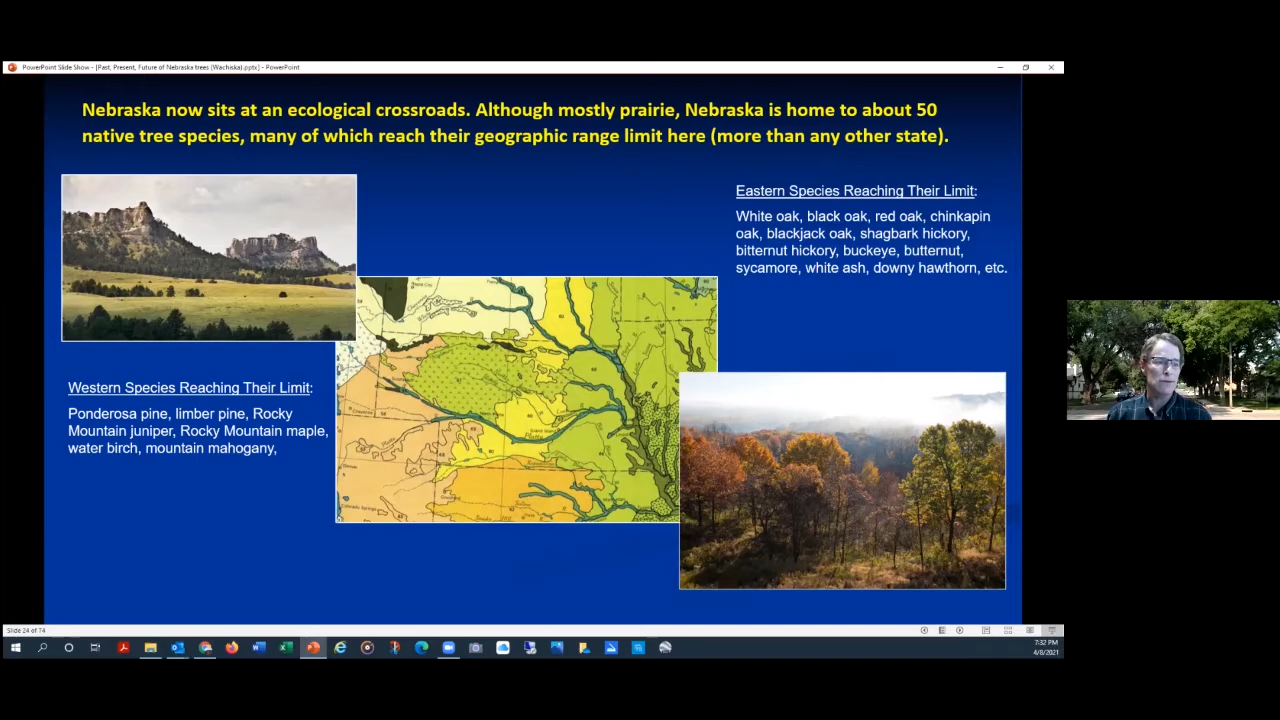 PowerPoint Slide Show - [Past, Present, Future of Nebraska trees (Wachiska).pptx] - PowerPoint
Nebraska now sits at an ecological crossroads. Although mostly prairie, Nebraska is home to about 50
native tree species, many of which reach their geographic range limit here (more than any other state).
Eastern Species Reaching Their Limit:
White oak, black oak, red oak, chinkapin
oak, blackjack oak, shagbark hickory,
bitternut hickory, buckeye, butternut,
sycamore, white ash, downy hawthorn, etc.
Western Species Reaching Their Limit:
Ponderosa pine, limber pine, Rocky
Mountain juniper, Rocky Mountain maple,
water birch, mountain mahogany,
Platte
Slide 24 of 74
7:32 PM
4/8/2021